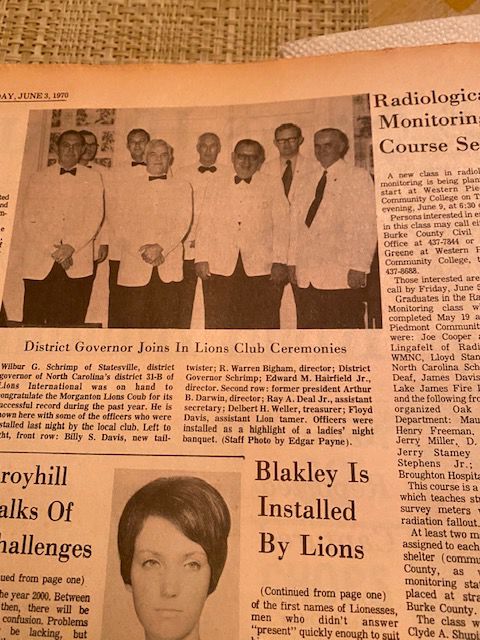 AY, JUNE 3, 1970
District Governor Joins In Lions Club Ceremonies
Wilbur G. Schrimp of Statesville, district
governor of North Carolina's district 31-B of
Lions International was on hand to
congratulate the Morganton Lions Coub for its
successful record during the past year. He is
shown here with some of the officers who were
installed last night by the local club. Left to
ht, front row: Billy S. Davis, new tail-
twister; R. Warren Bigham, director; District
Governor Schrimp; Edward M. Hairfield Jr.,
director. Second row: former president Arthur
B. Darwin, director; Ray A. Deal Jr., assistant
secretary; Delbert H. Weller, treasurer; Floyd
Davis, assistant Lion tamer. Officers were
installed as a highlight of a ladies' night
banquet. (Staff Photo by Edgar Payne).
Radiologica
Monitoring
Course Se
A new class in radiol
monitoring is being plan
start at Western Pie
Community College on T
evening, June 9, at 6:30
Persons interested in e
in this class may call eit
Burke County Civil
Office at 437-7844 or
Greene at Western P
Community College, t
437-8688.
Those interested are
call by Friday, June 5
Graduates in the Ra
Monitoring class w
completed May 19 a
Piedmont Communit
were: Joe Cooper a
Lingafelt of Radi
WMNC, Lloyd Stan
North Carolina Sch
Deaf, James Davis
Lake James Fire I
and the following fro
organized Oak
Department: Mau
Henry Freeman,
Jerry Miller, D.
Jerry Stamey
Stephens Jr.;
Broughton Hospita
This course is a
which teaches stu
survey meters
radiation fallout.
At least two m
assigned to each
shelter (commu
County, as
monitoring stat
placed at stra
Burke County.
The class w
Clyde A. Shupi
royhill
alks Of
hallenges
ued from page one)
he year 2000. Between
then, there will be
confusion. Problems
be lacking, but
Blakley Is
Installed
By Lions
(Continued from page one)
of the first names of Lionesses,
men who didn't answer
"present" quickly enough to suit